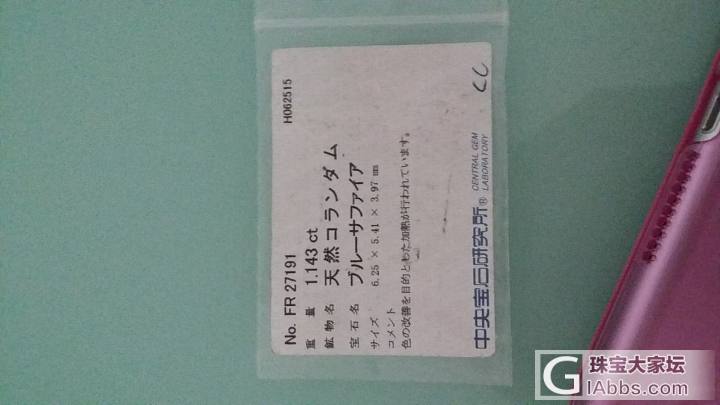 No. FR 27191
H062515
重量 1.143 ct
鉱物名 天然コランダム
宝石名 ブルーサファイア
サイズ 6.25 × 5.41 × 3.97 mm
コメント
色の改善を目的とした加熱が行われています。
中央宝石研究所®
CENTRAL GEM
LABORATORY
G 珠宝大家坛
GIAbbs.com